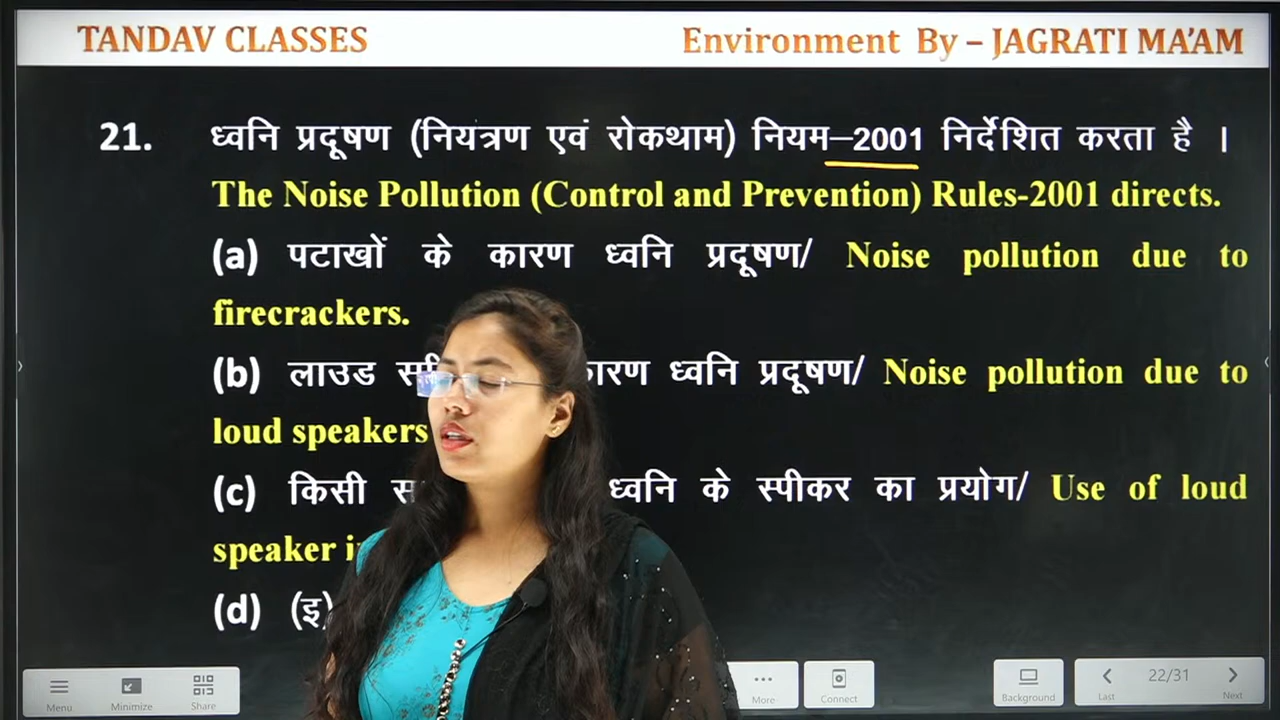 TANDAV CLASSES
Environment By – JAGRATI MA'AM
21. ध्वनि प्रदूषण (नियत्रण एवं रोकथाम) नियम–2001 निर्देशित करता है ।
The Noise Pollution (Control and Prevention) Rules-2001 directs.
(a) पटाखों के कारण ध्वनि प्रदूषण/ Noise pollution due to
firecrackers.
(b) लाउड कारण ध्वनि प्रदूषण/ Noise pollution due to
loud speakers
(c) किसी ध्वनि के स्पीकर का प्रयोग/ Use of loud
speaker
(d) (इ)
Menu Minimize Share More Connect Background Last 22/31 Next